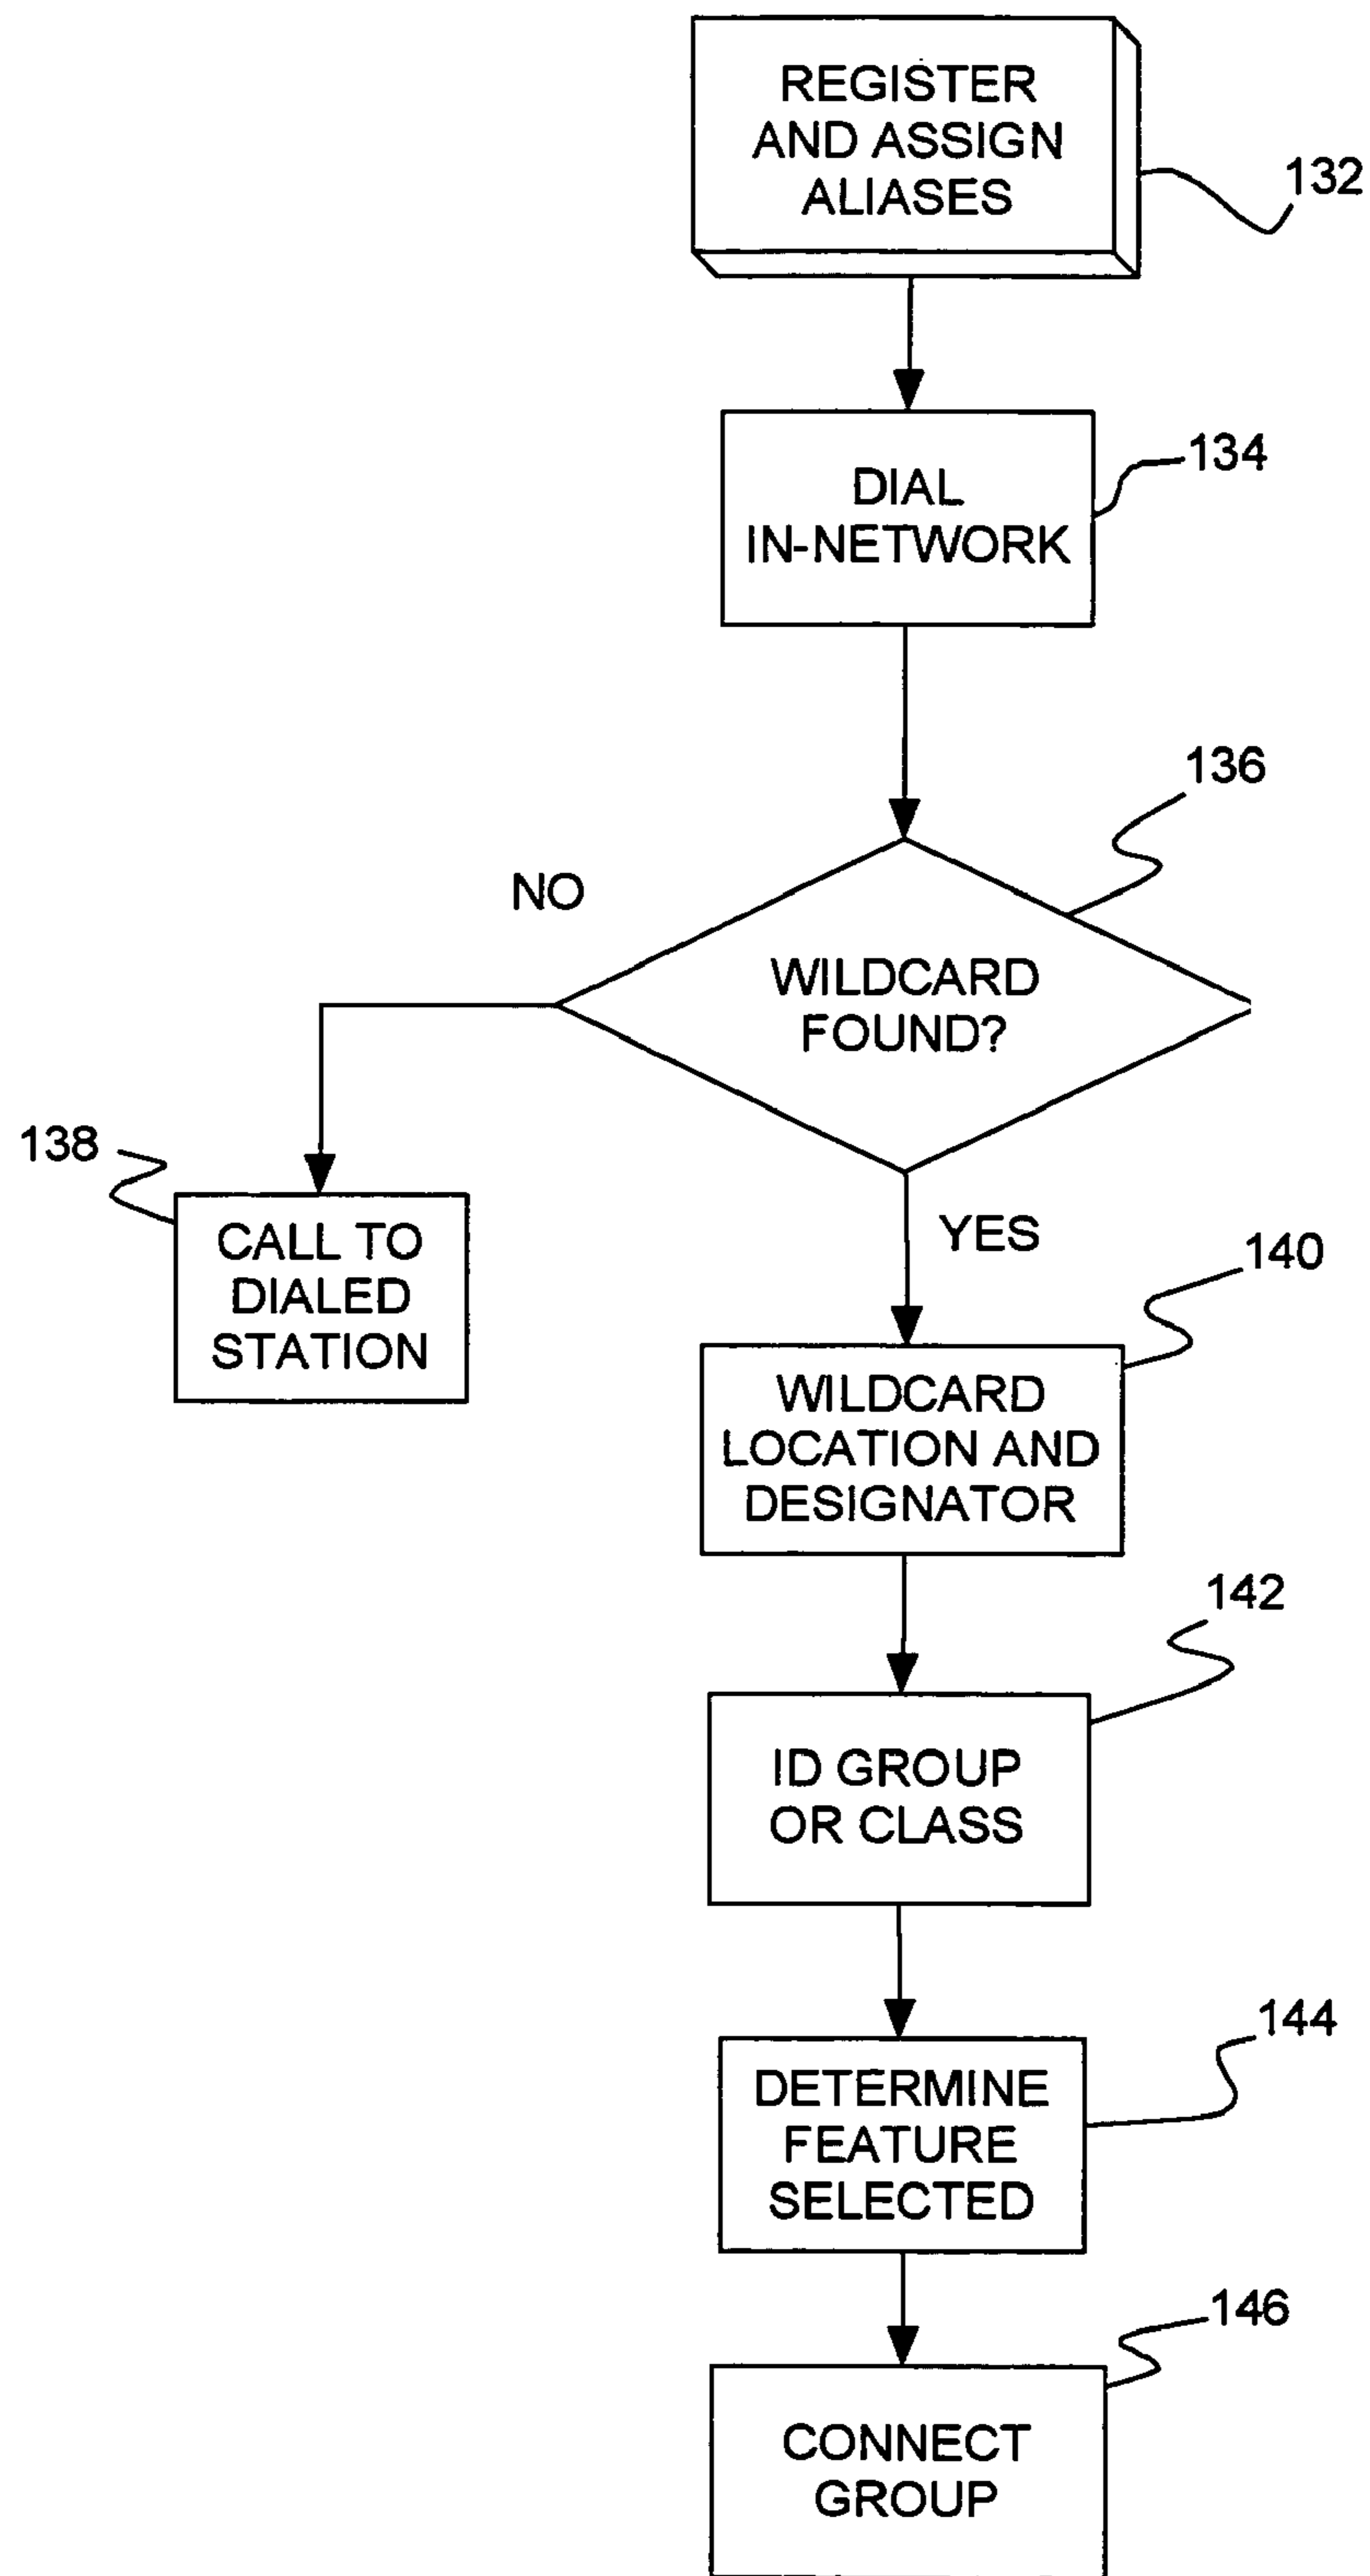 REGISTER
AND ASSIGN
ALIASES
132
DIAL
IN-NETWORK
134
136
NO
WILDCARD
FOUND?
138
CALL TO
DIALED
STATION
YES
140
WILDCARD
LOCATION AND
DESIGNATOR
142
ID GROUP
OR CLASS
144
DETERMINE
FEATURE
SELECTED
146
CONNECT
GROUP